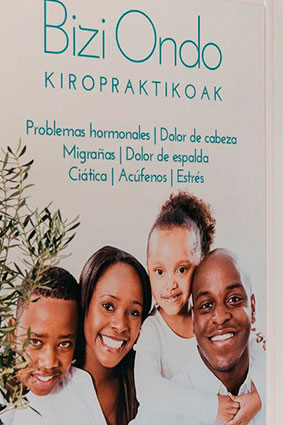 Bizi Ondo
KIROPRAKTIKOAK
Problemas hormonales | Dolor de cabeza
Migrañas | Dolor de espalda
Ciática | Acúfenos | Estrés